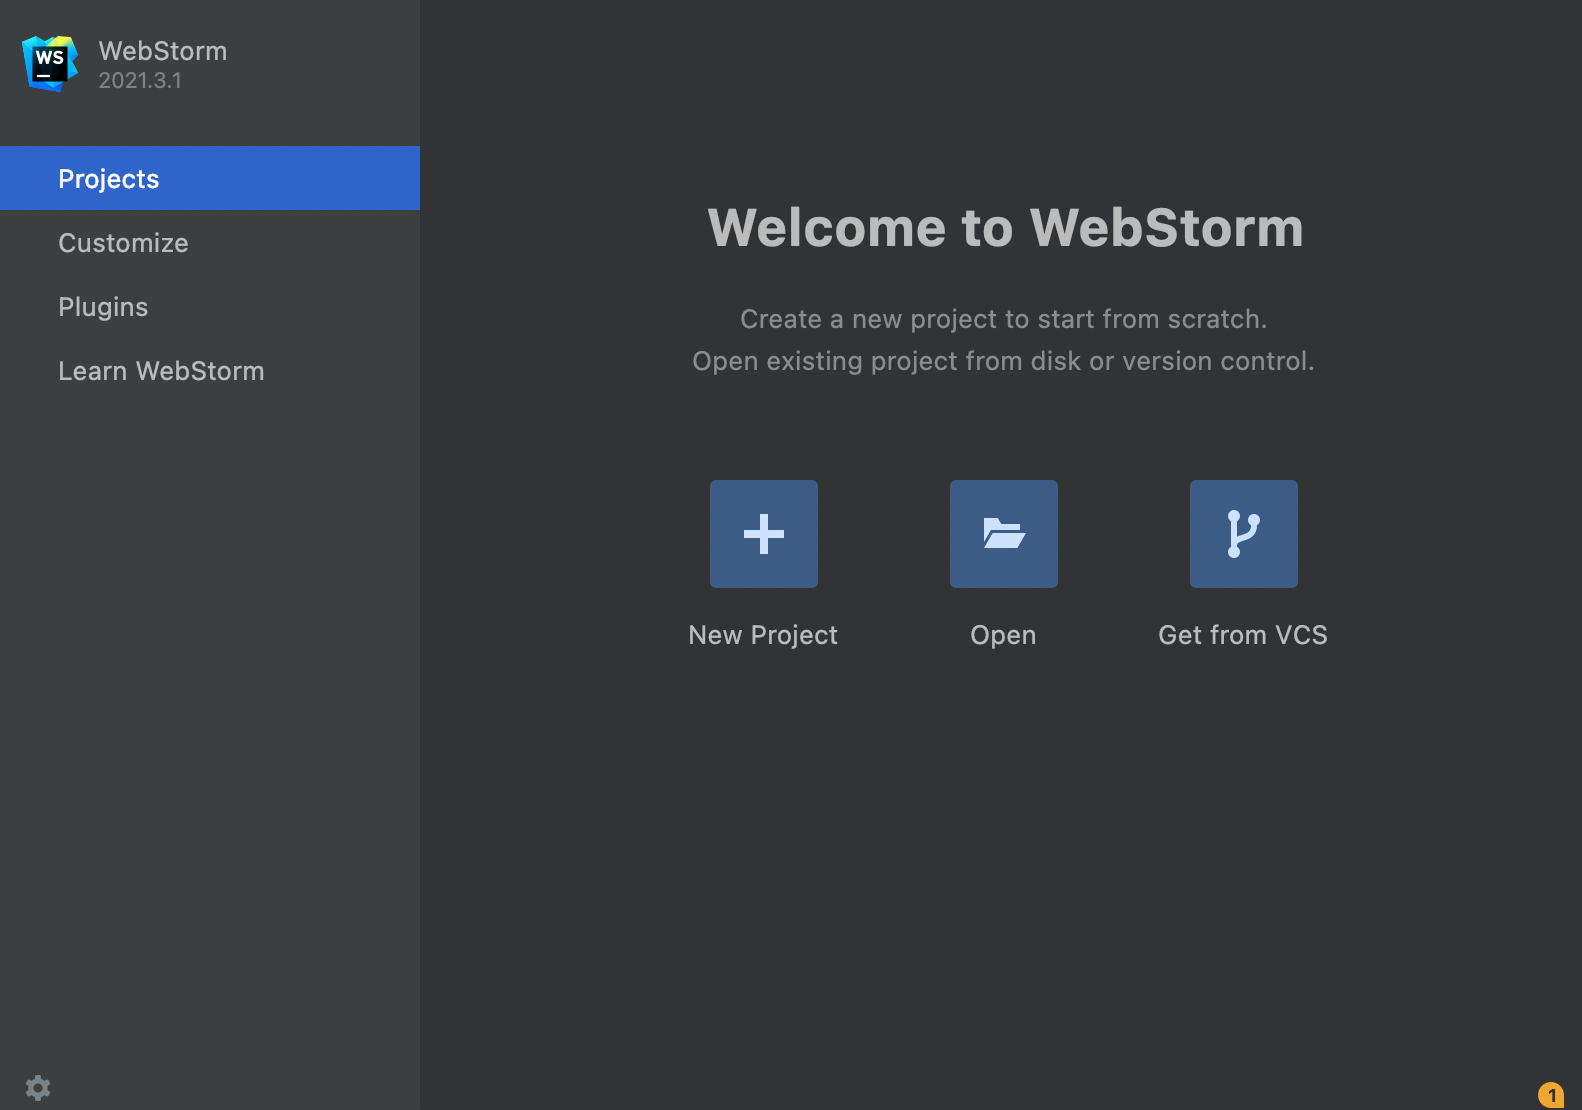 WS
WebStorm
2021.3.1
Projects
Customize
Plugins
Learn WebStorm
Welcome to WebStorm
Create a new project to start from scratch.
Open existing project from disk or version control.
New Project
Open
Get from VCS
1